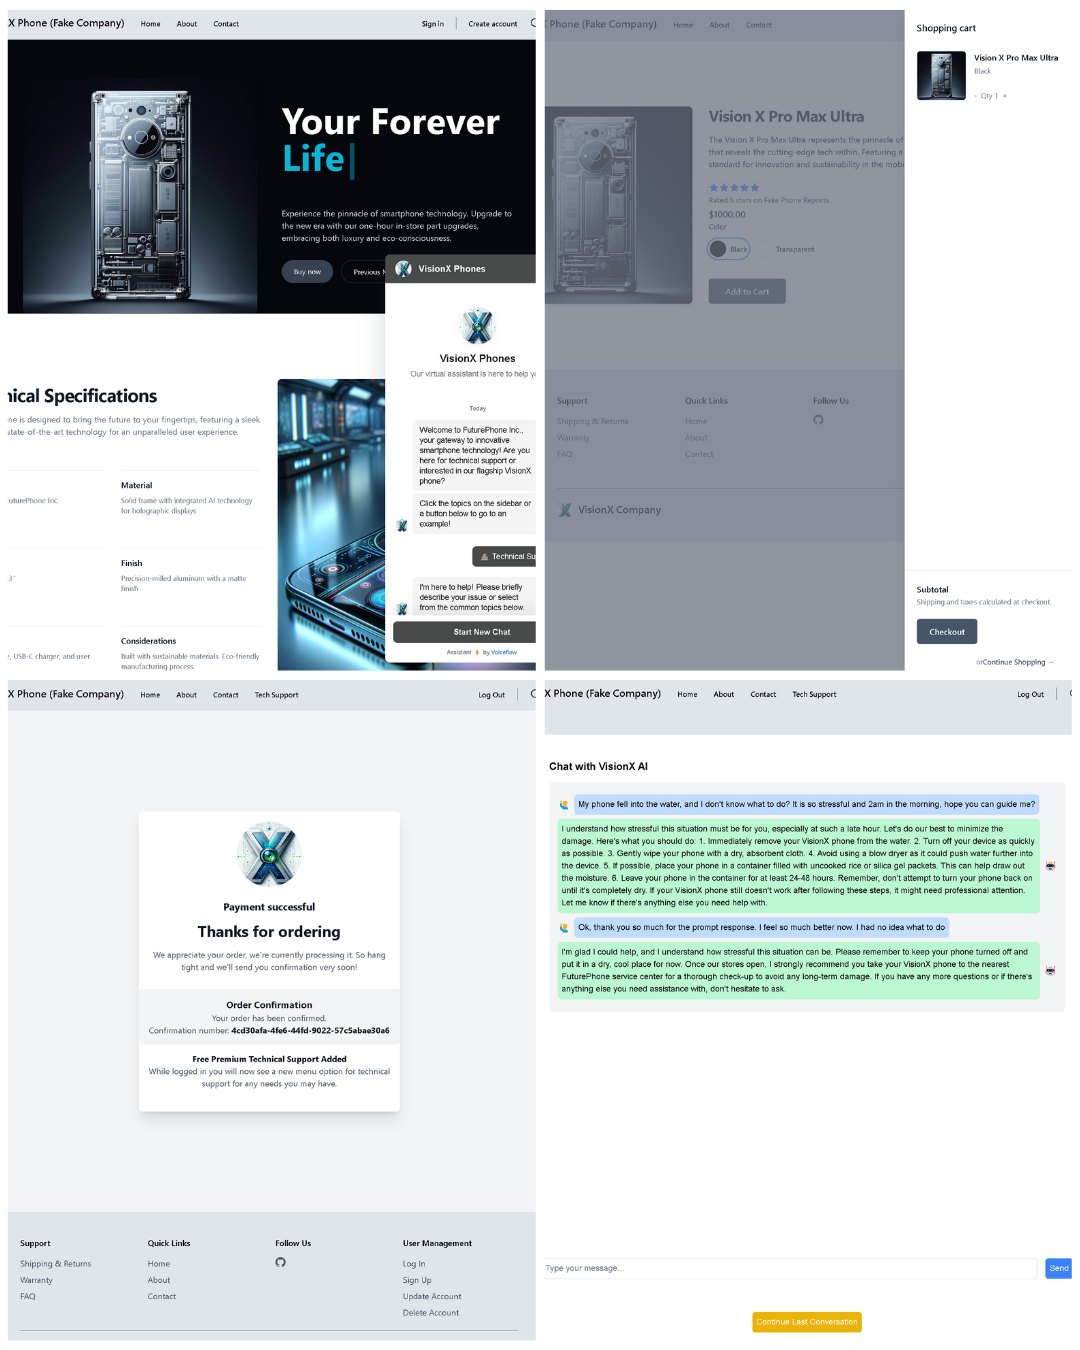 X Phone (Fake Company) Home About Contact Sign in Create account
Your Forever
Life
Experience the pinnacle of smartphone technology. Upgrade to
the new era with our one-hour in-store part upgrades,
embracing both luxury and eco-consciousness.
Buy now Previous M
VisionX Phones
VisionX Phones
Our virtual assistant is here to help yo
Today
Welcome to FuturePhone Inc.,
your gateway to innovative
smartphone technology! Are you
here for technical support or
interested in our flagship VisionX
phone?
Click the topics on the sidebar or
a button below to go to an
example!
Technical Su
I'm here to help! Please briefly
describe your issue or select
from the common topics below.
Start New Chat
Assistant by Voiceflow
nical Specifications
ne is designed to bring the future to your fingertips, featuring a sleek
state-of-the-art technology for an unparalleled user experience.
Material
uturePhone Inc. Solid frame with integrated AI technology
for holographic displays
Finish
.3" Precision-milled aluminum with a matte
finish
Considerations
e, USB-C charger, and user Built with sustainable materials. Eco-friendly
manufacturing process
X Phone (Fake Company) Home About Contact
Vision X Pro Max Ultra
The Vision X Pro Max Ultra represents the pinnacle of
that reveals the cutting-edge tech within. Featuring a
standard for innovation and sustainability in the mobi
Rated 5 stars on Fake Phone Reports
$1000.00
Color
Black Transparent
Add to Cart
Support Quick Links Follow Us
Shipping & Returns Home
Warranty About
FAQ Contact
VisionX Company
Shopping cart
Vision X Pro Max Ultra
Black
- Qty 1 +
Subtotal
Shipping and taxes calculated at checkout.
Checkout
orContinue Shopping →
X Phone (Fake Company) Home About Contact Tech Support Log Out
Payment successful
Thanks for ordering
We appreciate your order, we're currently processing it. So hang
tight and we'll send you confirmation very soon!
Order Confirmation
Your order has been confirmed.
Confirmation number: 4cd30afa-4fe6-44fd-9022-57c5abae30a6
Free Premium Technical Support Added
While logged in you will now see a new menu option for technical
support for any needs you may have.
Support Quick Links Follow Us User Management
Shipping & Returns Home Log In
Warranty About Sign Up
FAQ Contact Update Account
Delete Account
X Phone (Fake Company) Home About Contact Tech Support Log Out
Chat with VisionX AI
My phone fell into the water, and I don't know what to do? It is so stressful and 2am in the morning, hope you can guide me?
I understand how stressful this situation must be for you, especially at such a late hour. Let's do our best to minimize the
damage. Here's what you should do: 1. Immediately remove your VisionX phone from the water. 2. Turn off your device as quickly
as possible. 3. Gently wipe your phone with a dry, absorbent cloth. 4. Avoid using a blow dryer as it could push water further into
the device. 5. If possible, place your phone in a container filled with uncooked rice or silica gel packets. This can help draw out
the moisture. 6. Leave your phone in the container for at least 24-48 hours. Remember, don't attempt to turn your phone back on
until it's completely dry. If your VisionX phone still doesn't work after following these steps, it might need professional attention.
Let me know if there's anything else you need help with.
Ok, thank you so much for the prompt response. I feel so much better now. I had no idea what to do
I'm glad I could help, and I understand how stressful this situation can be. Please remember to keep your phone turned off and
put it in a dry, cool place for now. Once our stores open, I strongly recommend you take your VisionX phone to the nearest
FuturePhone service center for a thorough check-up to avoid any long-term damage. If you have any more questions or if there's
anything else you need assistance with, don't hesitate to ask.
Type your message... Send
Continue Last Conversation